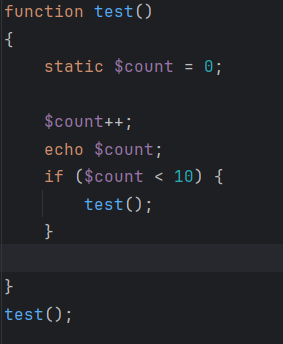 function test()
{
    static $count = 0;

    $count++;
    echo $count;
    if ($count < 10) {
        test();
    }

}
test();